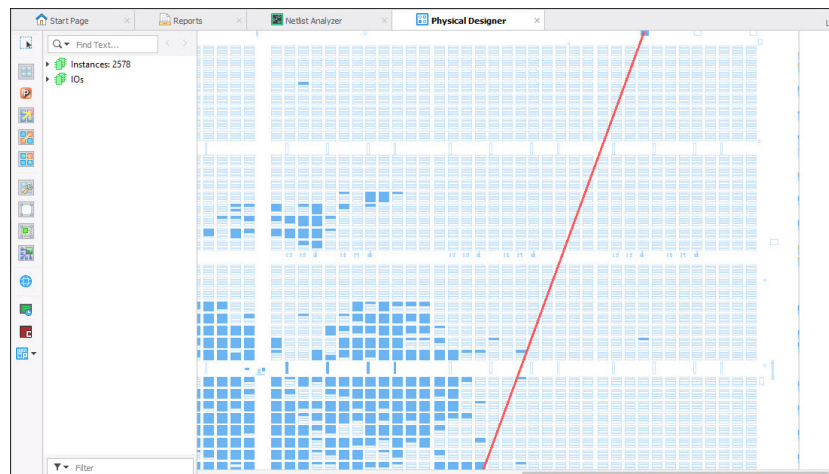 Start Page
Reports
Netlist Analyzer
Physical Designer
Find Text...
Instances: 2578
IOs
Filter